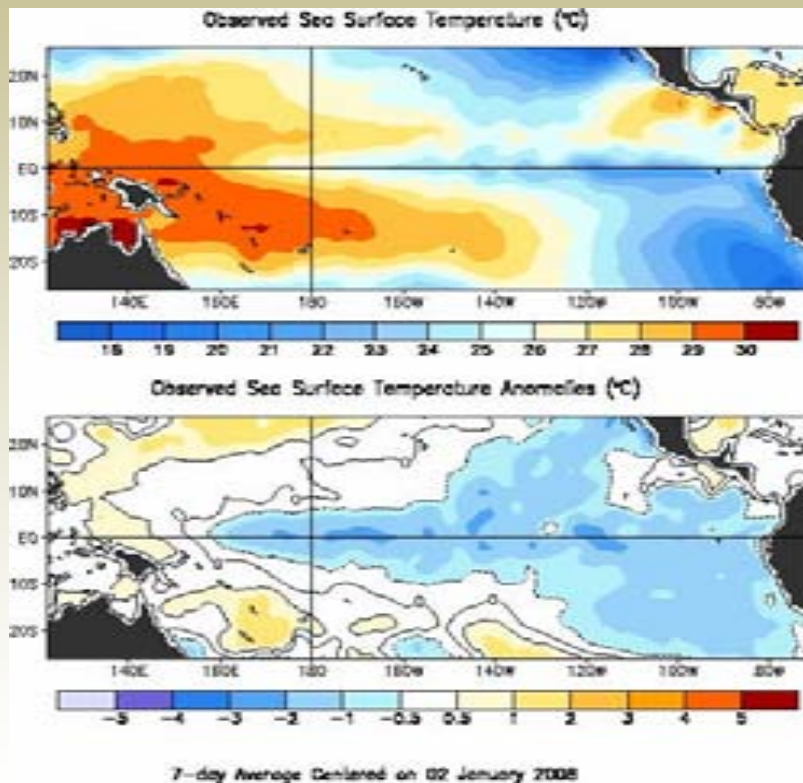 Observed Sea Surface Temperature (°C)
20N
10N
EQ
10S
20S
140E 160E 180 160W 140W 120W 100W 80W
18 19 20 21 22 23 24 25 26 27 28 29 30
Observed Sea Surface Temperature Anomalies (°C)
20N
10N
EQ
10S
20S
140E 160E 180 160W 140W 120W 100W 80W
-5 -4 -3 -2 -1 -0.5 0.5 1 2 3 4 5
7-day Average Centered on 02 January 2008